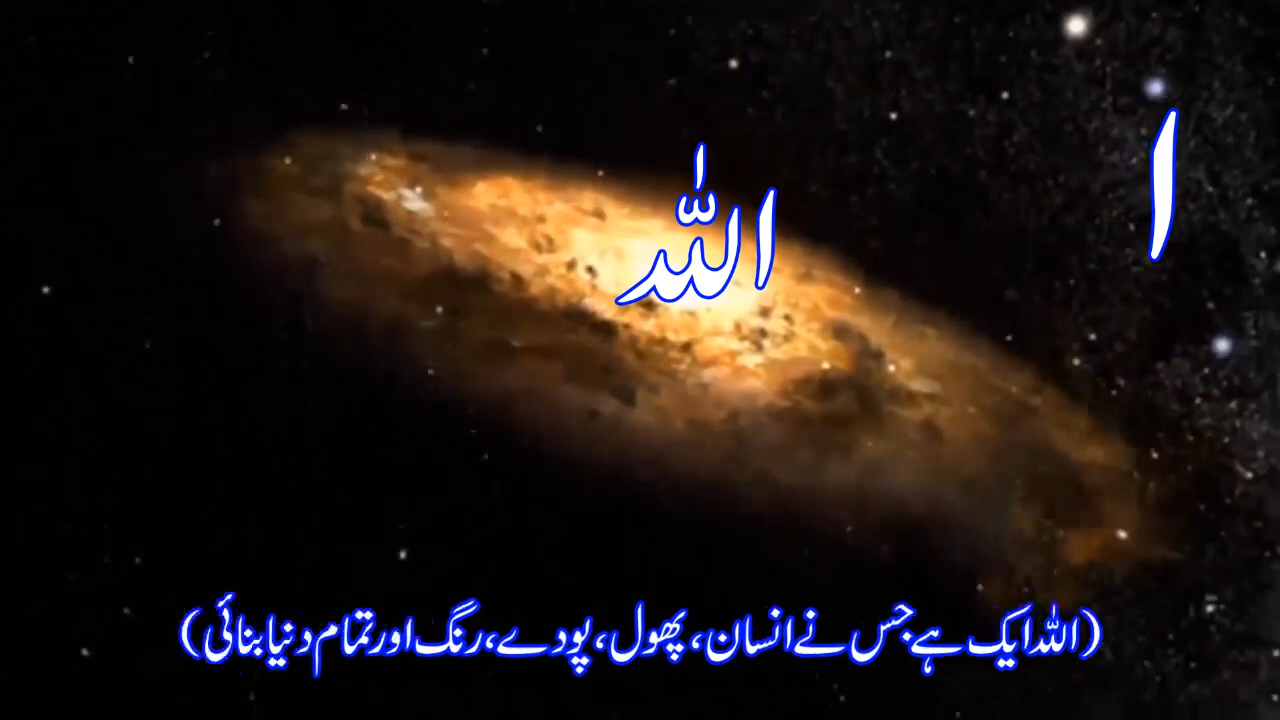 ا
اللہ
(اللہ ایک ہے جس نے انسان، پھول، پودے، رنگ اور تمام دنیا بنائی)